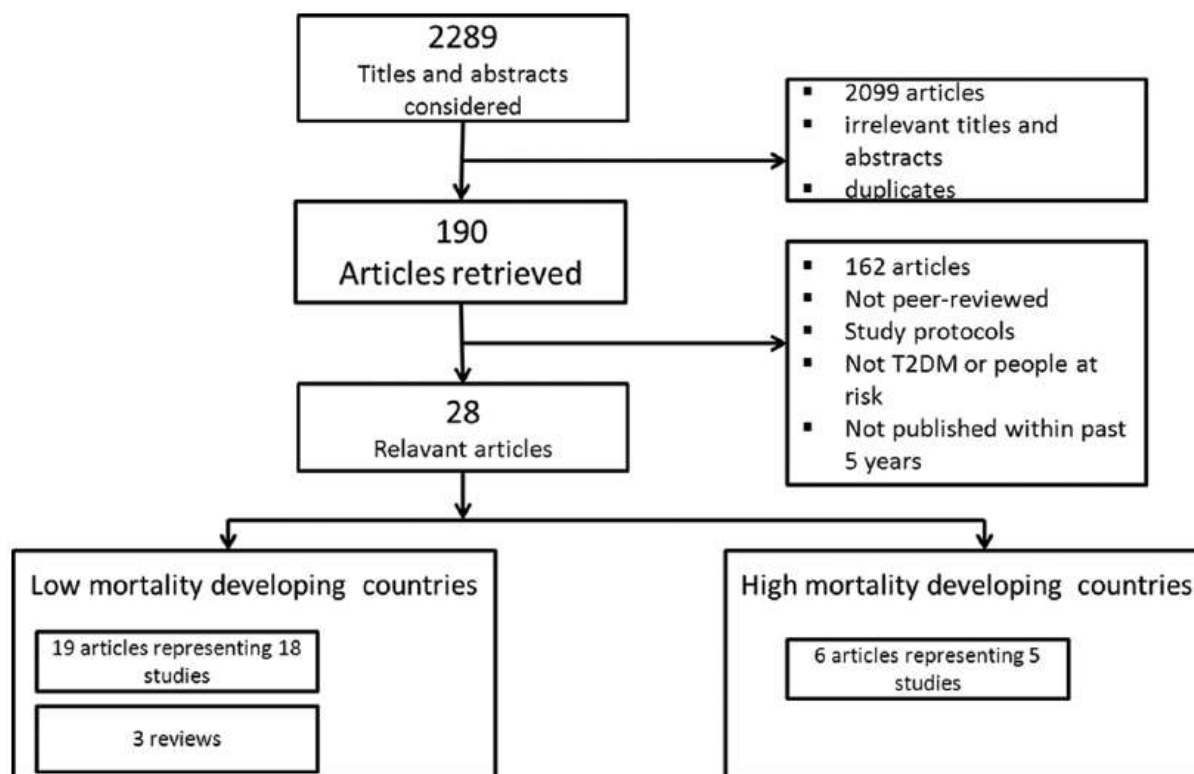 2289
Titles and abstracts
considered
▪ 2099 articles
▪ irrelevant titles and
abstracts
▪ duplicates
190
Articles retrieved
▪ 162 articles
▪ Not peer-reviewed
▪ Study protocols
▪ Not T2DM or people at
risk
▪ Not published within past
5 years
28
Relavant articles
Low mortality developing countries
19 articles representing 18
studies
3 reviews
High mortality developing countries
6 articles representing 5
studies